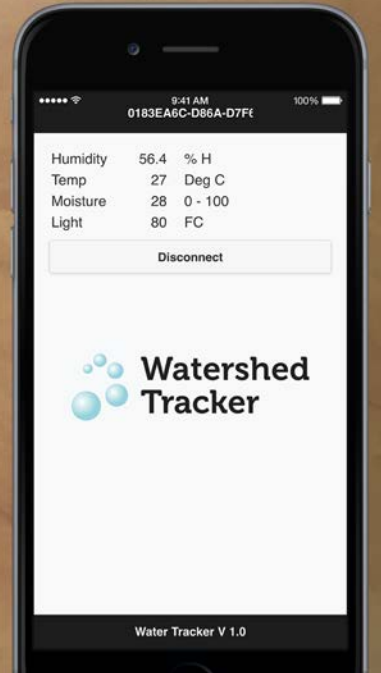 9:41 AM 100%
0183EA6C-D86A-D7F6
Humidity 56.4 % H
Temp 27 Deg C
Moisture 28 0 - 100
Light 80 FC
Disconnect
Watershed
Tracker
Water Tracker V 1.0